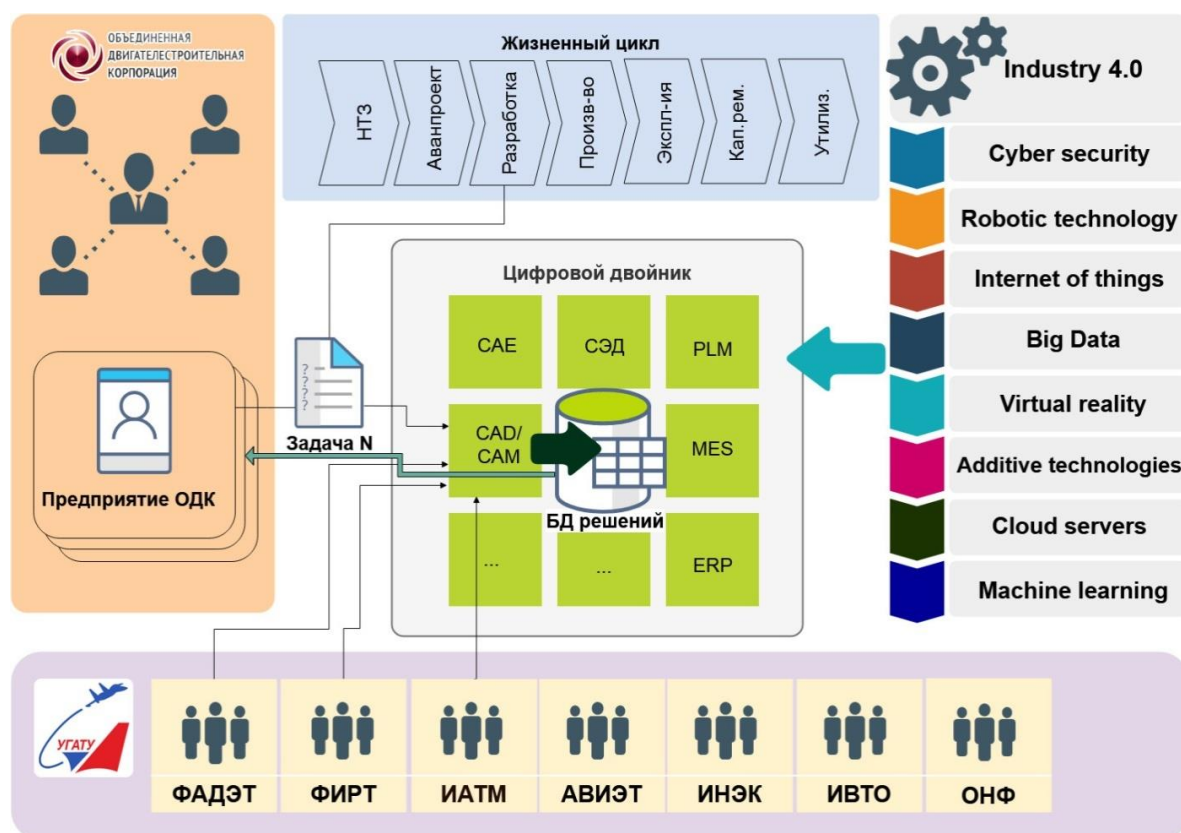 ОБЪЕДИНЕННАЯ
ДВИГАТЕЛЕСТРОИТЕЛЬНАЯ
КОРПОРАЦИЯ
Предприятие ОДК
Жизненный цикл
НТЗ
Аванпроект
Разработка
Произв-во
Экспл-ия
Кап.рем.
Утилиз.
????
Задача N
Цифровой двойник
CAE
СЭД
PLM
CAD/
CAM
MES
БД решений
...
...
ERP
Industry 4.0
Cyber security
Robotic technology
Internet of things
Big Data
Virtual reality
Additive technologies
Cloud servers
Machine learning
УГАТУ
ФАДЭТ
ФИРТ
ИАТМ
АВИЭТ
ИНЭК
ИВТО
ОНФ